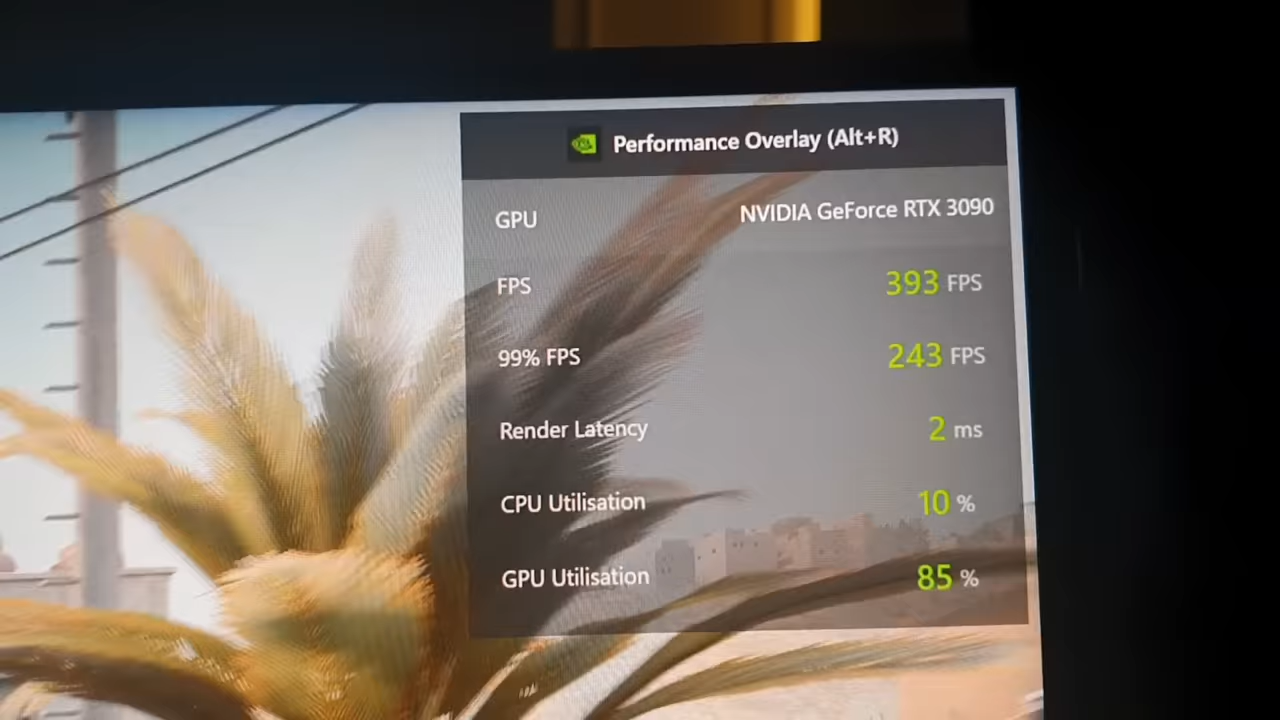 Performance Overlay (Alt+R)
GPU NVIDIA GeForce RTX 3090
FPS 393 FPS
99% FPS 243 FPS
Render Latency 2 ms
CPU Utilisation 10 %
GPU Utilisation 85 %